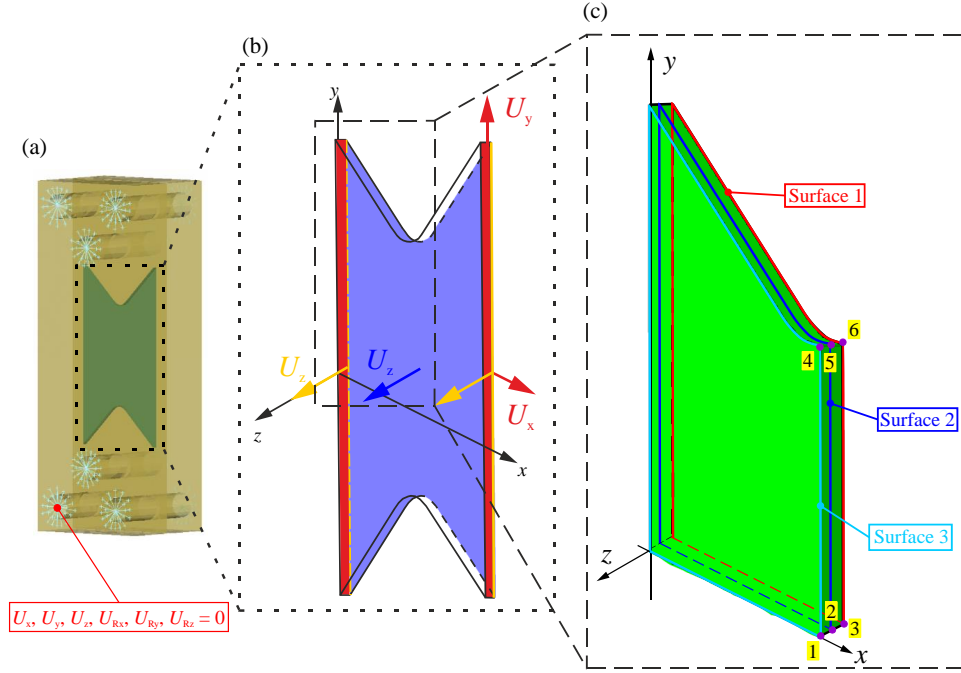 (a)
U_x, U_y, U_z, U_Rx, U_Ry, U_Rz = 0
(b)
y
U_y
U_z
U_z
U_x
z
x
(c)
y
Surface 1
6
4
5
Surface 2
Surface 3
z
2
3
1
x